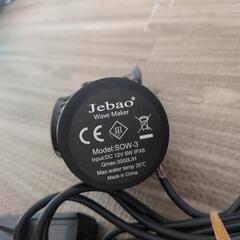 Jebao
Wave Maker
CE
III
Model:SOW-3
Input:DC 12V 6W IPX8
Qmax:3000L/H
Max.water temp 35℃
Made in China